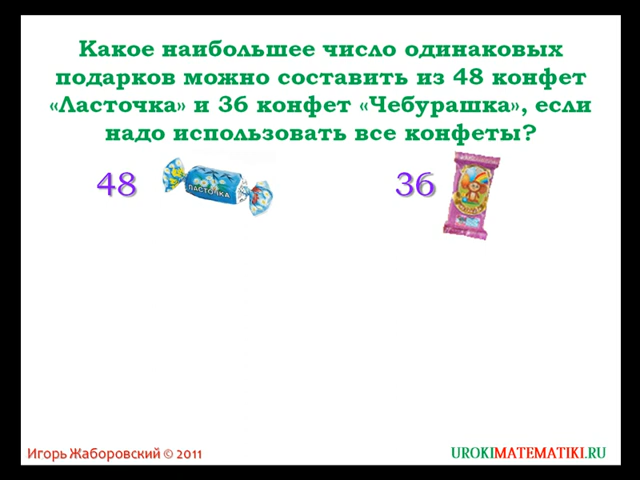 Какое наибольшее число одинаковых
подарков можно составить из 48 конфет
«Ласточка» и 36 конфет «Чебурашка», если
надо использовать все конфеты?
48
ЛАСТОЧКА
36
Игорь Жаборовский © 2011
UROKIMATEMATIKI.RU